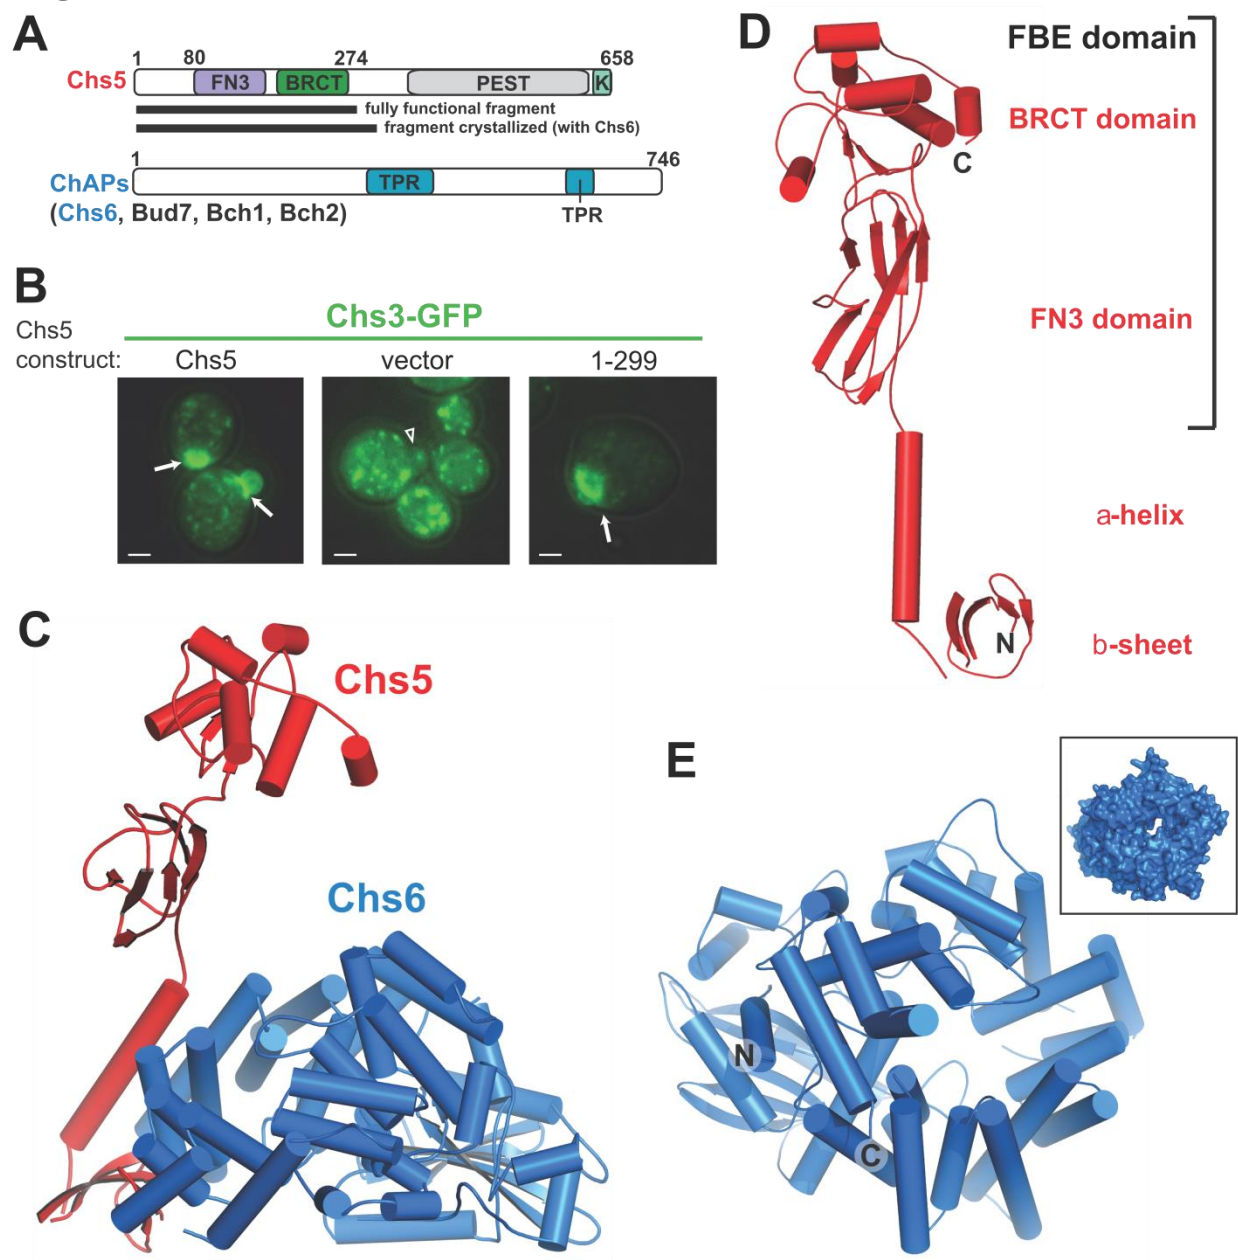 A
1 80 274 658
Chs5 FN3 BRCT PEST K
fully functional fragment
fragment crystallized (with Chs6)
1 746
ChAPs TPR
(Chs6, Bud7, Bch1, Bch2) TPR
B
Chs3-GFP
Chs5
construct: Chs5 vector 1-299
C
Chs5
Chs6
D
FBE domain
BRCT domain
C
FN3 domain
a-helix
N
b-sheet
E
N
C